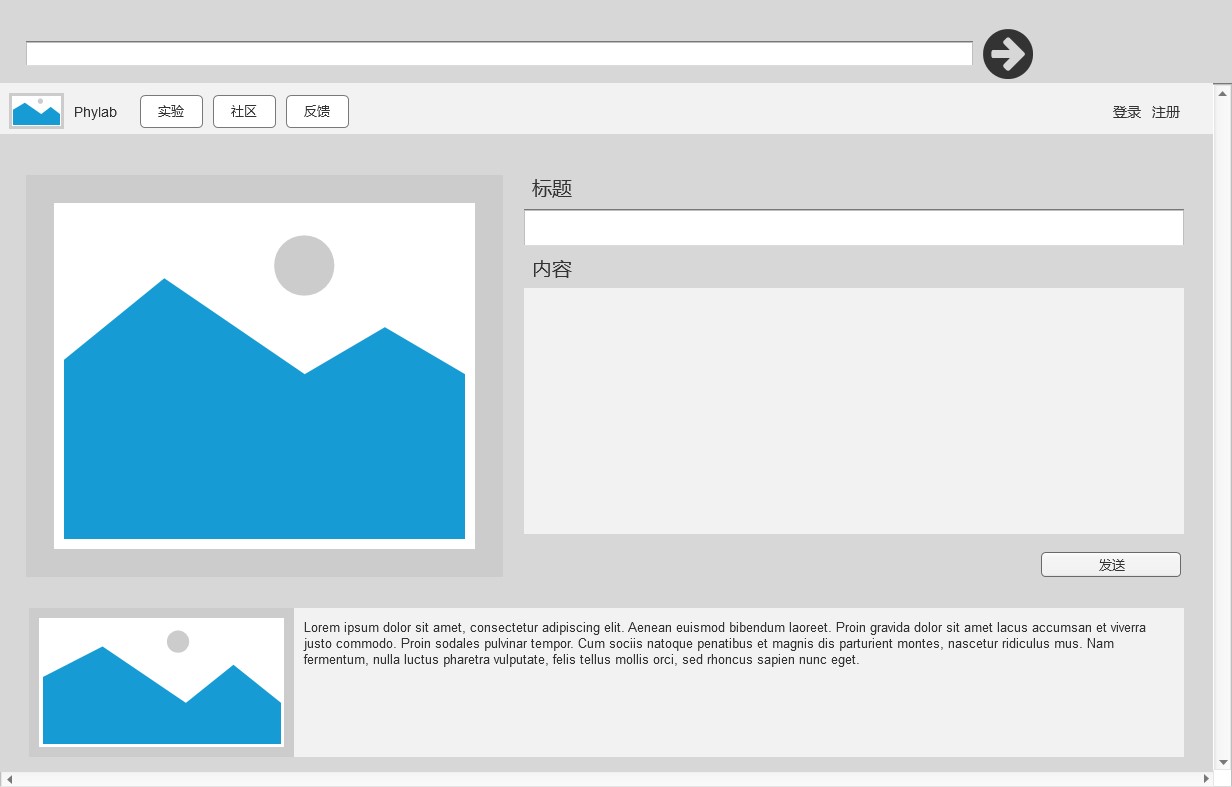 Phylab 实验 社区 反馈 登录 注册
标题
内容
发送
Lorem ipsum dolor sit amet, consectetur adipiscing elit. Aenean euismod bibendum laoreet. Proin gravida dolor sit amet lacus accumsan et viverra
justo commodo. Proin sodales pulvinar tempor. Cum sociis natoque penatibus et magnis dis parturient montes, nascetur ridiculus mus. Nam
fermentum, nulla luctus pharetra vulputate, felis tellus mollis orci, sed rhoncus sapien nunc eget.